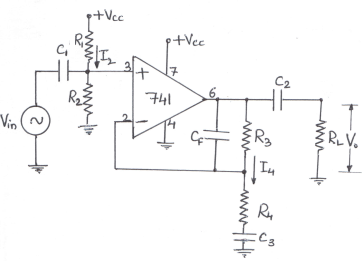 +Vcc
R1
C1
I2
+Vcc
3
+
7
6
C2
R2
741
Vin
2
−
4
CF
R3
RL
Vo
I4
R4
C3